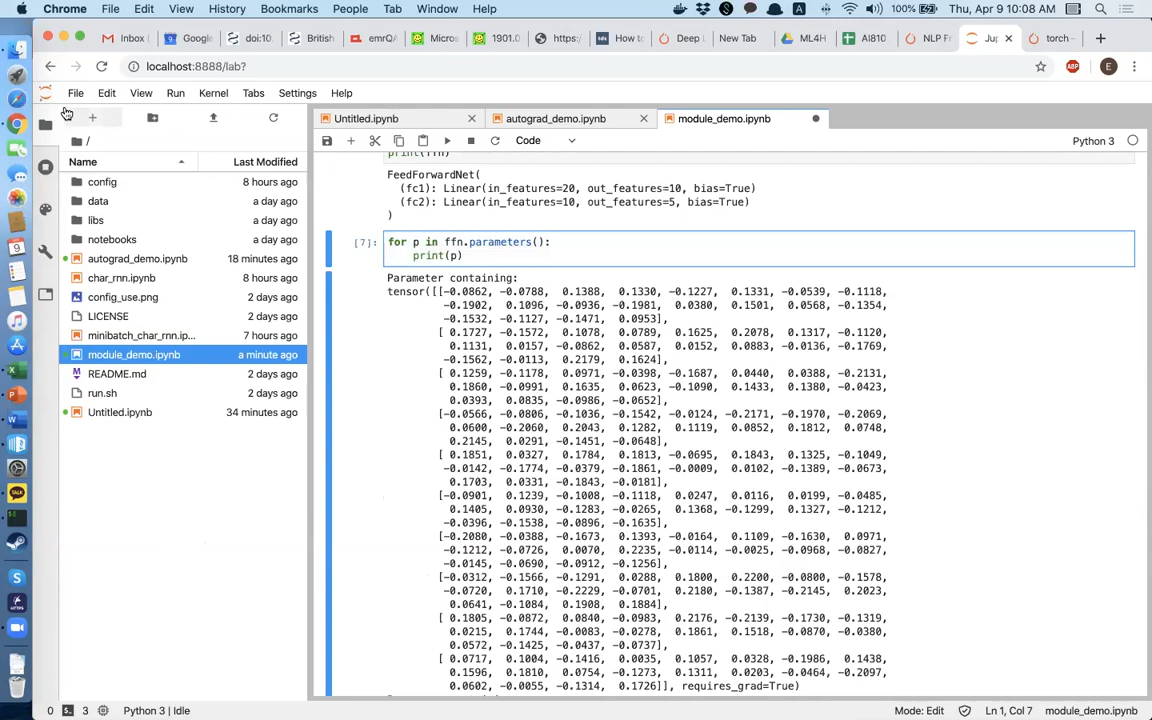 Chrome File Edit View History Bookmarks People Tab Window Help 100% Thu, Apr 9 10:08 AM
Inbox ( Google doi:10. British emrQA Micros 1901.0 https: How to Deep L New Tab ML4H AI810 NLP Fr Jup torch –
localhost:8888/lab? ABP E
File Edit View Run Kernel Tabs Settings Help
Untitled.ipynb autograd_demo.ipynb module_demo.ipynb
Code Python 3
/
Name Last Modified
config 8 hours ago
data a day ago
libs a day ago
notebooks a day ago
autograd_demo.ipynb 18 minutes ago
char_rnn.ipynb 8 hours ago
config_use.png 2 days ago
LICENSE 2 days ago
minibatch_char_rnn.ip... 7 hours ago
module_demo.ipynb a minute ago
README.md 2 days ago
run.sh 2 days ago
Untitled.ipynb 34 minutes ago
print(ffn)
FeedForwardNet(
(fc1): Linear(in_features=20, out_features=10, bias=True)
(fc2): Linear(in_features=10, out_features=5, bias=True)
)
[7]: for p in ffn.parameters():
print(p)
Parameter containing:
tensor([[-0.0862, -0.0788, 0.1388, 0.1330, -0.1227, 0.1331, -0.0539, -0.1118,
-0.1902, 0.1096, -0.0936, -0.1981, 0.0380, 0.1501, 0.0568, -0.1354,
-0.1532, -0.1127, -0.1471, 0.0953],
[ 0.1727, -0.1572, 0.1078, 0.0789, 0.1625, 0.2078, 0.1317, -0.1120,
0.1131, 0.0157, -0.0862, 0.0587, 0.0152, 0.0883, -0.0136, -0.1769,
-0.1562, -0.0113, 0.2179, 0.1624],
[ 0.1259, -0.1178, 0.0971, -0.0398, -0.1687, 0.0440, 0.0388, -0.2131,
0.1860, -0.0991, 0.1635, 0.0623, -0.1090, 0.1433, 0.1380, -0.0423,
0.0393, 0.0835, -0.0986, -0.0652],
[-0.0566, -0.0806, -0.1036, -0.1542, -0.0124, -0.2171, -0.1970, -0.2069,
0.0600, -0.2060, 0.2043, 0.1282, 0.1119, 0.0852, 0.1812, 0.0748,
0.2145, 0.0291, -0.1451, -0.0648],
[ 0.1851, 0.0327, 0.1784, 0.1813, -0.0695, 0.1843, 0.1325, -0.1049,
-0.0142, -0.1774, -0.0379, -0.1861, -0.0009, 0.0102, -0.1389, -0.0673,
0.1703, 0.0331, -0.1843, -0.0181],
[-0.0901, 0.1239, -0.1008, -0.1118, 0.0247, 0.0116, 0.0199, -0.0485,
0.1405, 0.0930, -0.1283, -0.0265, 0.1368, -0.1299, 0.1327, -0.1212,
-0.0396, -0.1538, -0.0896, -0.1635],
[-0.2080, -0.0388, -0.1673, 0.1393, -0.0164, 0.1109, -0.1630, 0.0971,
-0.1212, -0.0726, 0.0070, 0.2235, -0.0114, -0.0025, -0.0968, -0.0827,
-0.0145, -0.0690, -0.0912, -0.1256],
[-0.0312, -0.1566, -0.1291, 0.0288, 0.1800, 0.2200, -0.0800, -0.1578,
-0.0720, 0.1710, -0.2229, -0.0701, 0.2180, -0.1387, -0.2145, 0.2023,
0.0641, -0.1084, 0.1908, 0.1884],
[ 0.1805, -0.0872, 0.0840, -0.0983, 0.2176, -0.2139, -0.1730, -0.1319,
0.0215, 0.1744, -0.0083, -0.0278, 0.1861, 0.1518, -0.0870, -0.0380,
0.0572, -0.1425, -0.0437, -0.0737],
[ 0.0717, 0.1004, -0.1416, 0.0035, 0.1057, 0.0328, -0.1986, 0.1438,
0.1596, 0.1810, 0.0754, -0.1273, 0.1311, 0.0203, -0.0464, -0.2097,
0.0602, -0.0055, -0.1314, 0.1726]], requires_grad=True)
0 3 Python 3 | Idle Mode: Edit Ln 1, Col 7 module_demo.ipynb